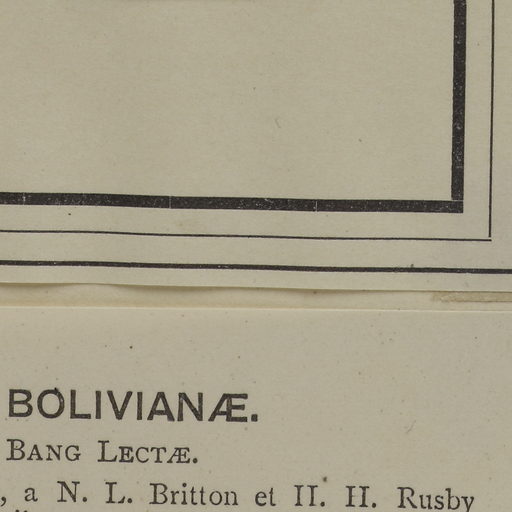 BOLIVIANÆ.
BANG LECTÆ.
, a N. L. Britton et H. H. Rusby